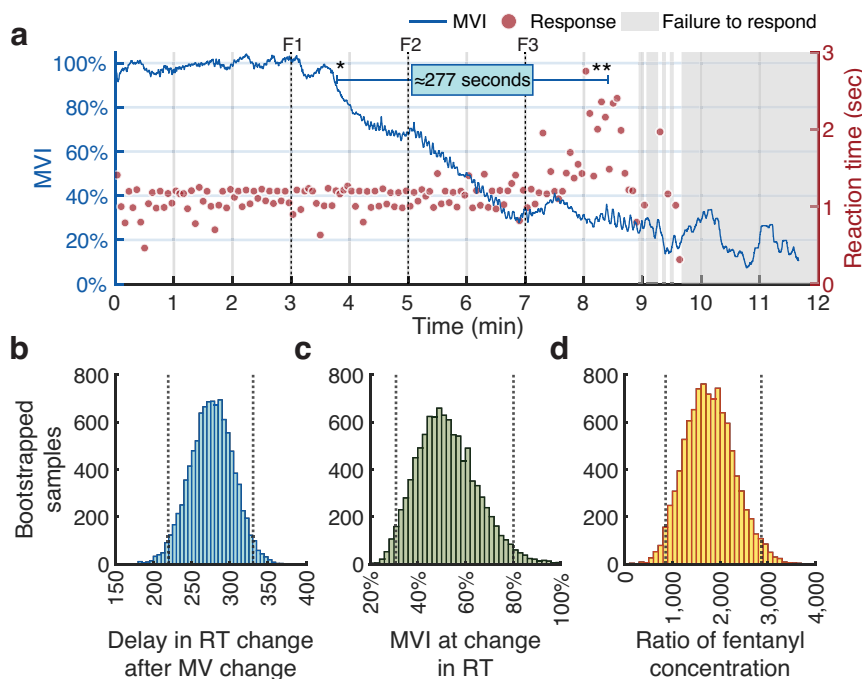 MVI Response Failure to respond
a
F1 F2 F3
100% 80% 60% 40% 20% 0%
MVI
* ≈277 seconds **
3 2 1 0
Reaction time (sec)
0 1 2 3 4 5 6 7 8 9 10 11 12
Time (min)
b c d
Bootstrapped
samples
800 800 800
600 600 600
400 400 400
200 200 200
0 0 0
150 200 250 300 350 400 20% 40% 60% 80% 100% 0 1,000 2,000 3,000 4,000
Delay in RT change MVI at change Ratio of fentanyl
after MV change in RT concentration